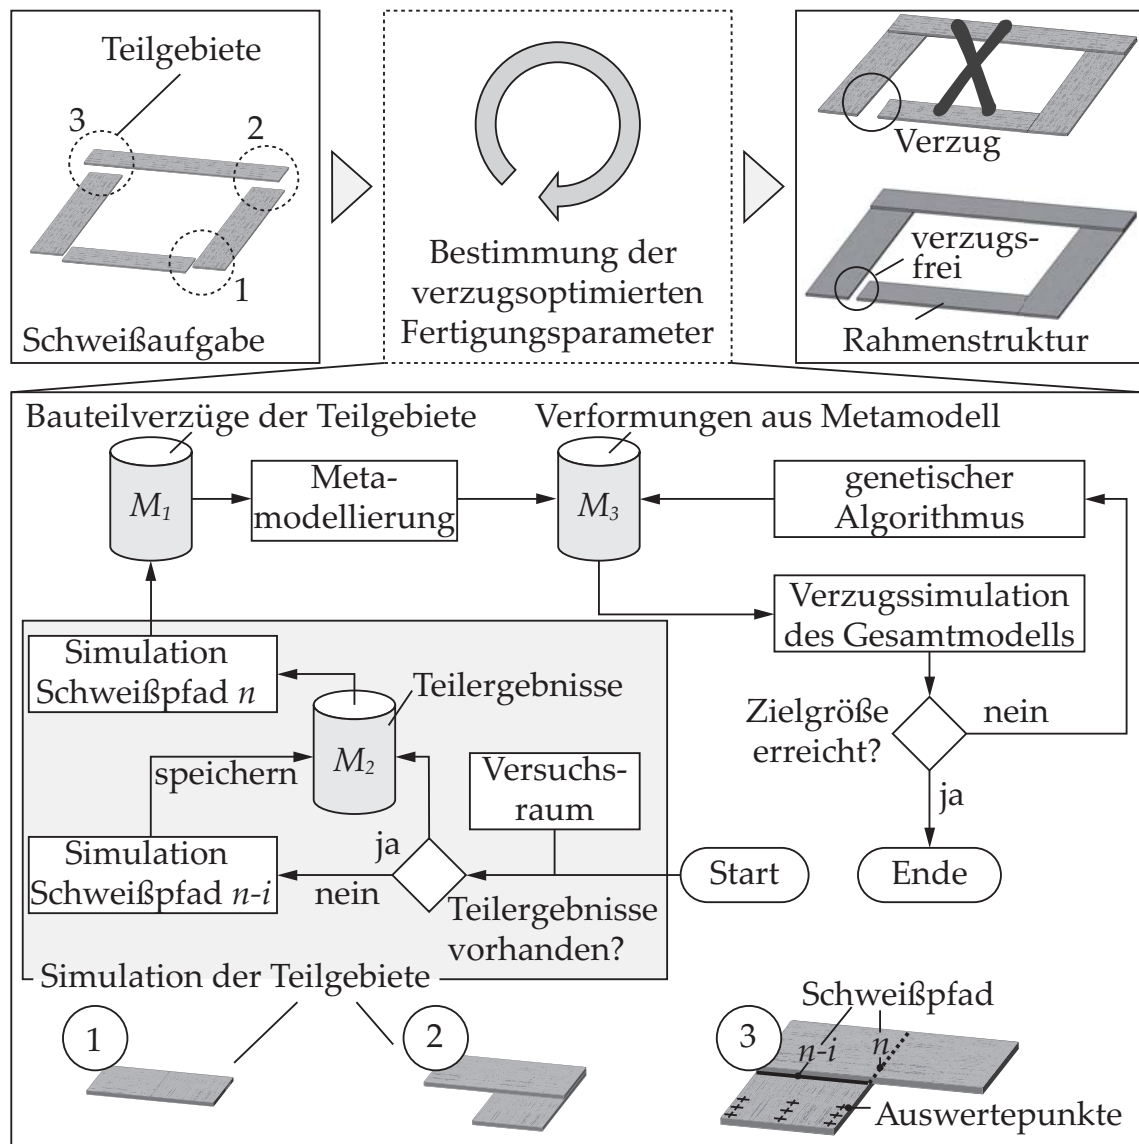 Teilgebiete
3
2
1
Schweißaufgabe
Bestimmung der
verzugsoptimierten
Fertigungsparameter
Verzug
verzugs-
frei
Rahmenstruktur
Bauteilverzüge der Teilgebiete
Verformungen aus Metamodell
M1
Meta-
modellierung
M3
genetischer
Algorithmus
Verzugssimulation
des Gesamtmodells
Simulation
Schweißpfad n
Teilergebnisse
Zielgröße
erreicht?
nein
speichern
M2
Versuchs-
raum
ja
ja
Simulation
Schweißpfad n-i
nein
Start
Ende
Teilergebnisse
vorhanden?
Simulation der Teilgebiete
Schweißpfad
1
2
3
n-i
n
Auswertepunkte